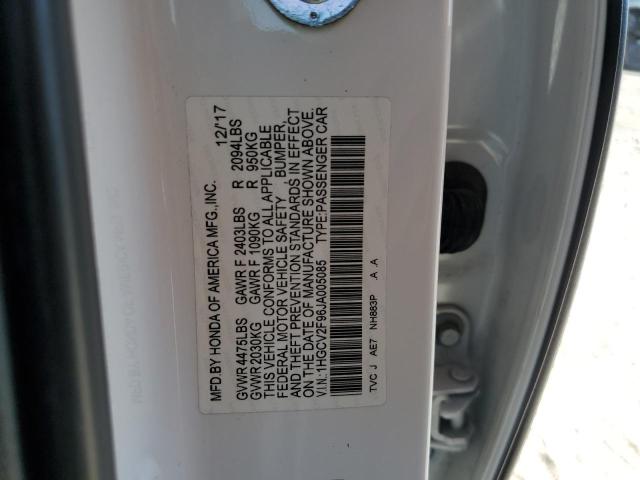 MFD.BY HONDA OF AMERICA MFG.,INC. 12/'17
GVWR 4475LBS GAWR F 2403LBS R 2094LBS
GVWR 2030KG GAWR F 1090KG R 950KG
THIS VEHICLE CONFORMS TO ALL APPLICABLE
FEDERAL MOTOR VEHICLE SAFETY BUMPER,
AND THEFT PREVENTION STANDARDS IN EFFECT
ON THE DATE OF MANUFACTURE SHOWN ABOVE.
V.I.N.:1HGCV2F96JA005085 TYPE:PASSENGER CAR
TVC J AE7 NH883P .A .A